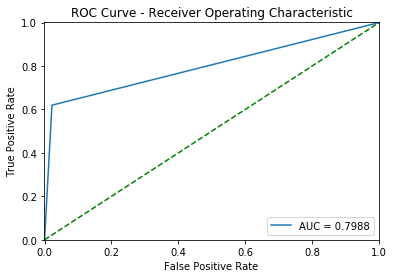 ROC Curve - Receiver Operating Characteristic
1.0
0.8
0.6
0.4
0.2
0.0
True Positive Rate
AUC = 0.7988
0.0 0.2 0.4 0.6 0.8 1.0
False Positive Rate